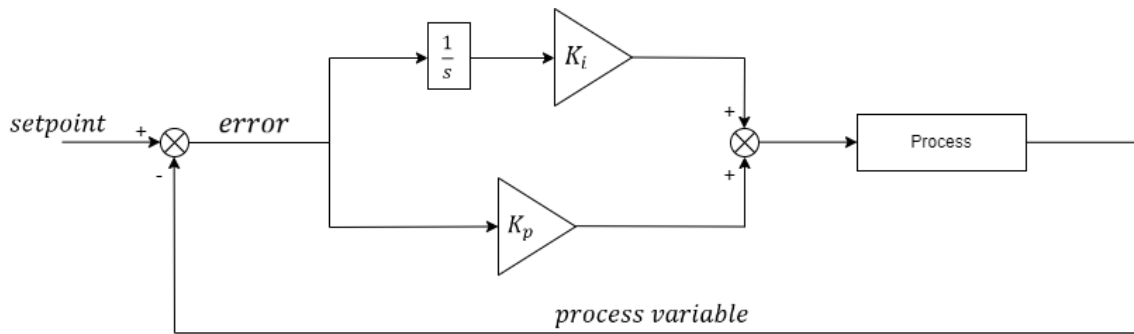 1
s
K_i
setpoint
+
error
+
Process
-
+
K_p
process variable